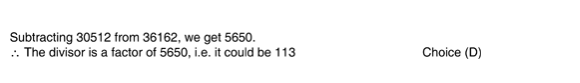 Subtracting 30512 from 36162, we get 5650.
∴ The divisor is a factor of 5650, i.e. it could be 113 Choice (D)